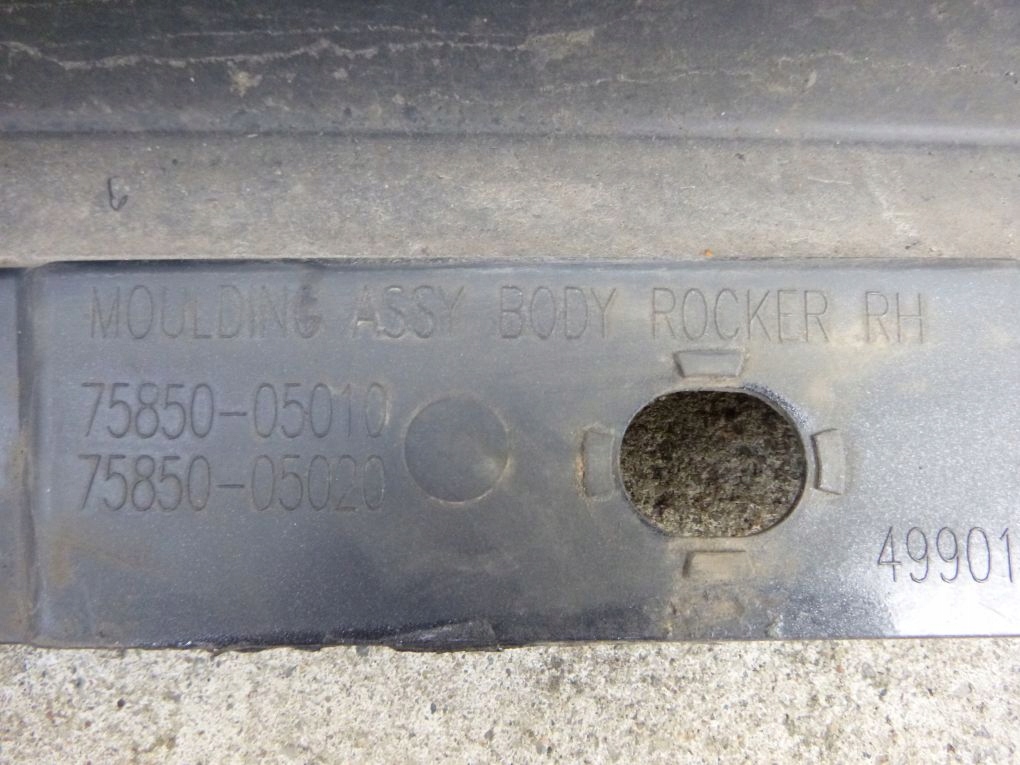 MOULDING ASSY BODY ROCKER RH
75850-05010
75850-05020
49901